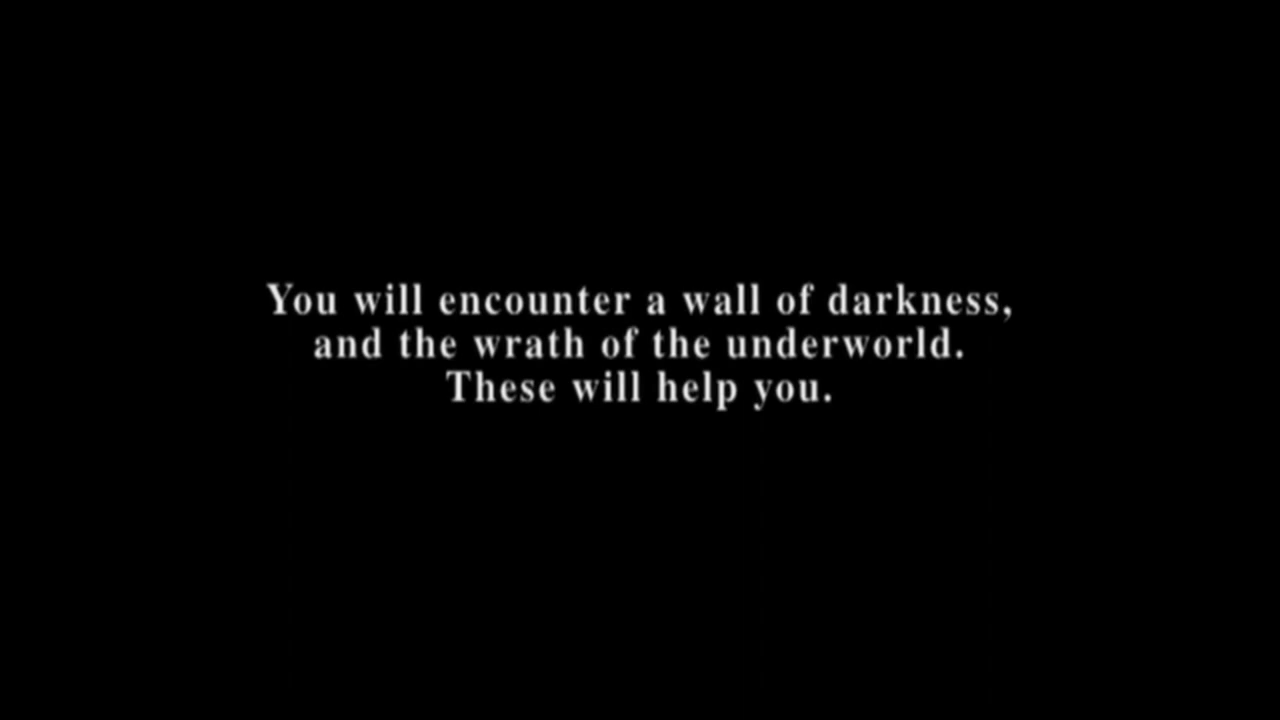 You will encounter a wall of darkness,
and the wrath of the underworld.
These will help you.